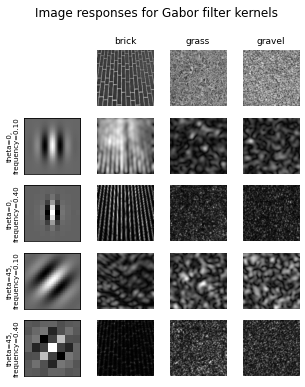 Image responses for Gabor filter kernels
brick
grass
gravel
theta=0,
frequency=0.10
theta=0,
frequency=0.40
theta=45,
frequency=0.10
theta=45,
frequency=0.40